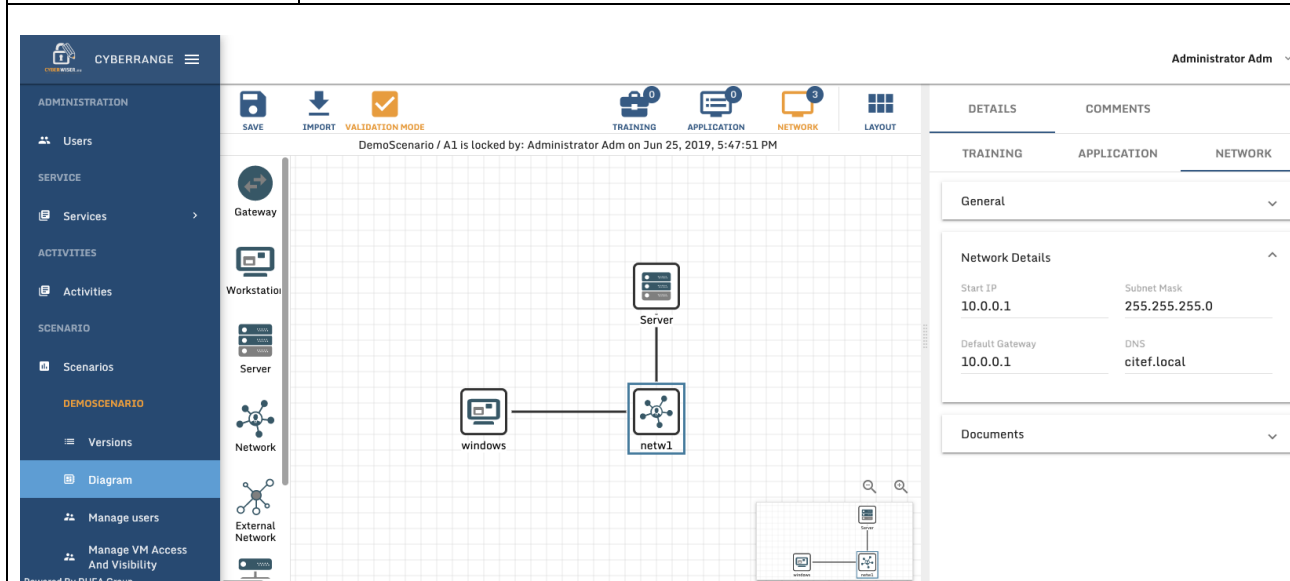 CYBERRANGE
Administrator Adm
ADMINISTRATION
Users
SERVICE
Services
ACTIVITIES
Activities
SCENARIO
Scenarios
DEMOSCENARIO
Versions
Diagram
Manage users
Manage VM Access
And Visibility
SAVE
IMPORT
VALIDATION MODE
0
TRAINING
0
APPLICATION
3
NETWORK
LAYOUT
DemoScenario / A1 is locked by: Administrator Adm on Jun 25, 2019, 5:47:51 PM
Gateway
Workstation
Server
Network
External
Network
Server
windows
netw1
Server
windows
netw1
DETAILS
COMMENTS
TRAINING
APPLICATION
NETWORK
General
Network Details
Start IP
10.0.0.1
Subnet Mask
255.255.255.0
Default Gateway
10.0.0.1
DNS
citef.local
Documents